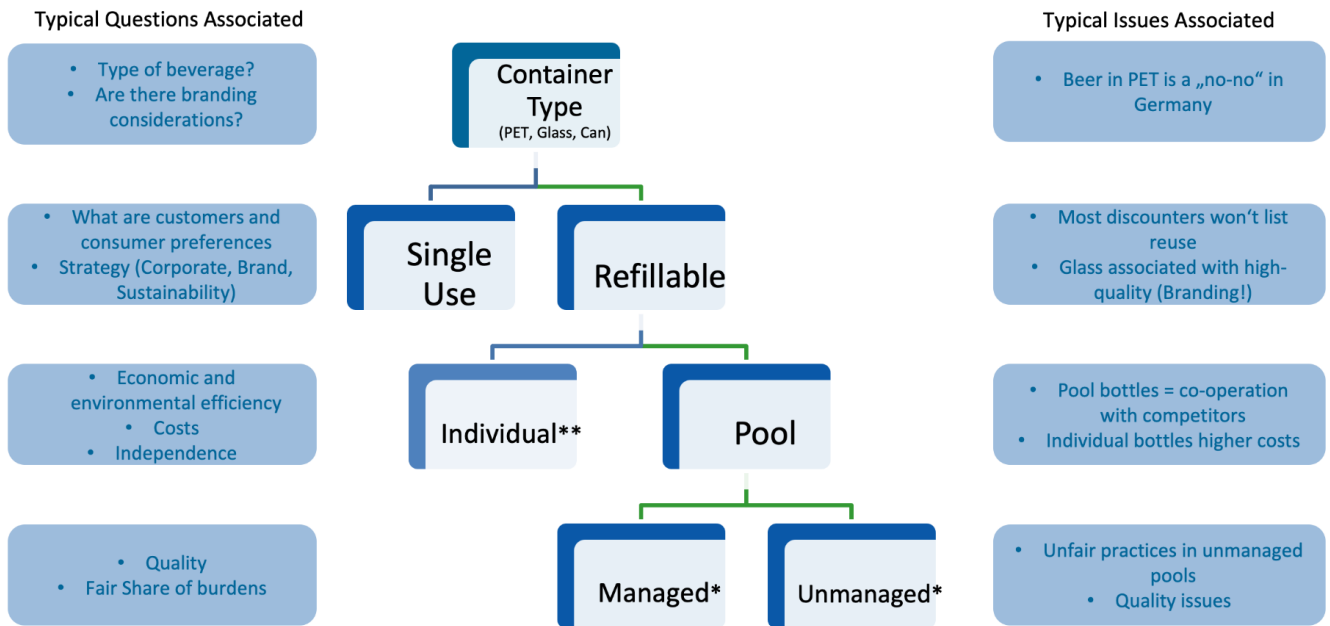 Typical Questions Associated
Typical Issues Associated
• Type of beverage?
• Are there branding
considerations?
Container
Type
(PET, Glass, Can)
• Beer in PET is a „no-no“ in
Germany
• What are customers and
consumer preferences
• Strategy (Corporate, Brand,
Sustainability)
Single
Use
Refillable
• Most discounters won‘t list
reuse
• Glass associated with high-
quality (Branding!)
• Economic and
environmental efficiency
• Costs
• Independence
Individual**
Pool
• Pool bottles = co-operation
with competitors
• Individual bottles higher costs
• Quality
• Fair Share of burdens
Managed*
Unmanaged*
• Unfair practices in unmanaged
pools
• Quality issues